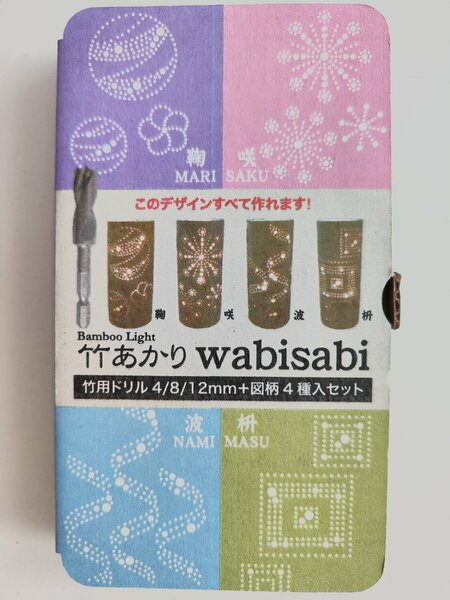 鞠 咲
MARI SAKU
このデザインすべて作れます!
鞠 咲 波 枡
Bamboo Light
竹あかり wabisabi
竹用ドリル 4/8/12mm+図柄 4 種入セット
波 枡
NAMI MASU